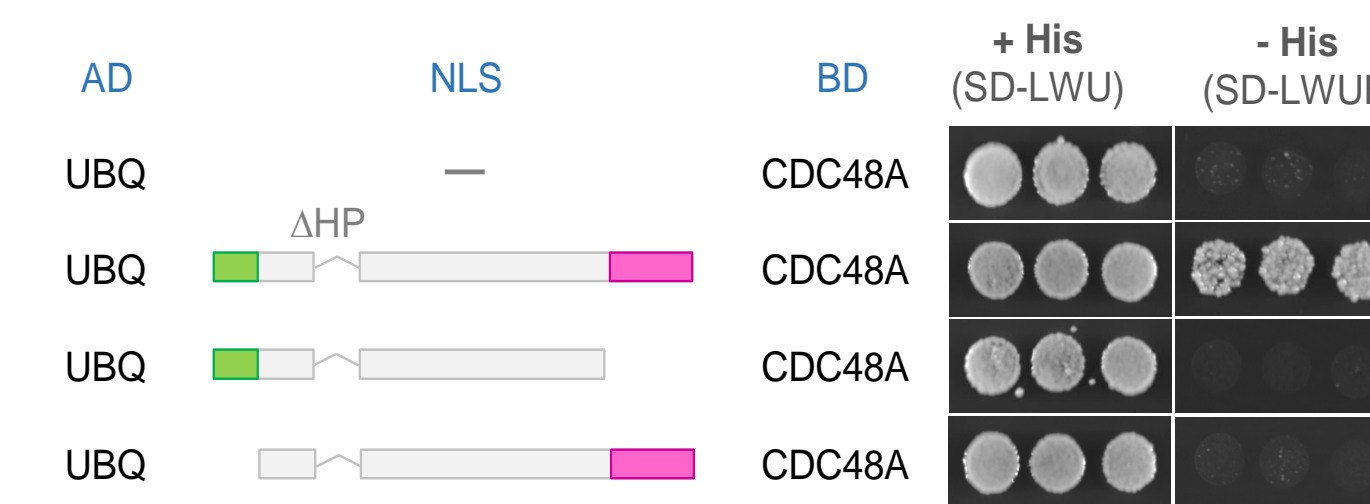 + His - His
AD NLS BD (SD-LWU) (SD-LWU
UBQ — CDC48A
ΔHP
UBQ CDC48A
UBQ CDC48A
UBQ CDC48A